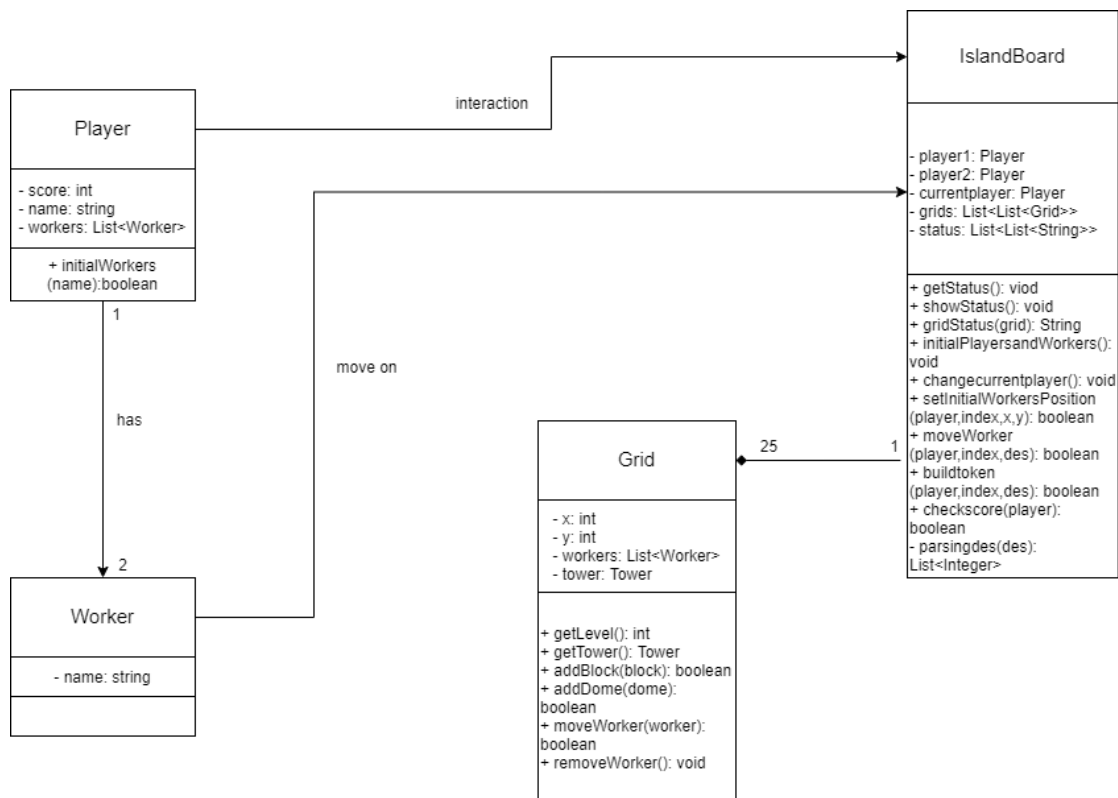 IslandBoard
- player1: Player
- player2: Player
- currentplayer: Player
- grids: List<List<Grid>>
- status: List<List<String>>
+ getStatus(): viod
+ showStatus(): void
+ gridStatus(grid): String
+ initialPlayersandWorkers():
void
+ changecurrentplayer(): void
+ setInitialWorkersPosition
(player,index,x,y): boolean
+ moveWorker
(player,index,des): boolean
+ buildtoken
(player,index,des): boolean
+ checkscore(player):
boolean
- parsingdes(des):
List<Integer>
interaction
Player
- score: int
- name: string
- workers: List<Worker>
+ initialWorkers
(name):boolean
1
has
2
move on
Worker
- name: string
25
1
Grid
- x: int
- y: int
- workers: List<Worker>
- tower: Tower
+ getLevel(): int
+ getTower(): Tower
+ addBlock(block): boolean
+ addDome(dome):
boolean
+ moveWorker(worker):
boolean
+ removeWorker(): void